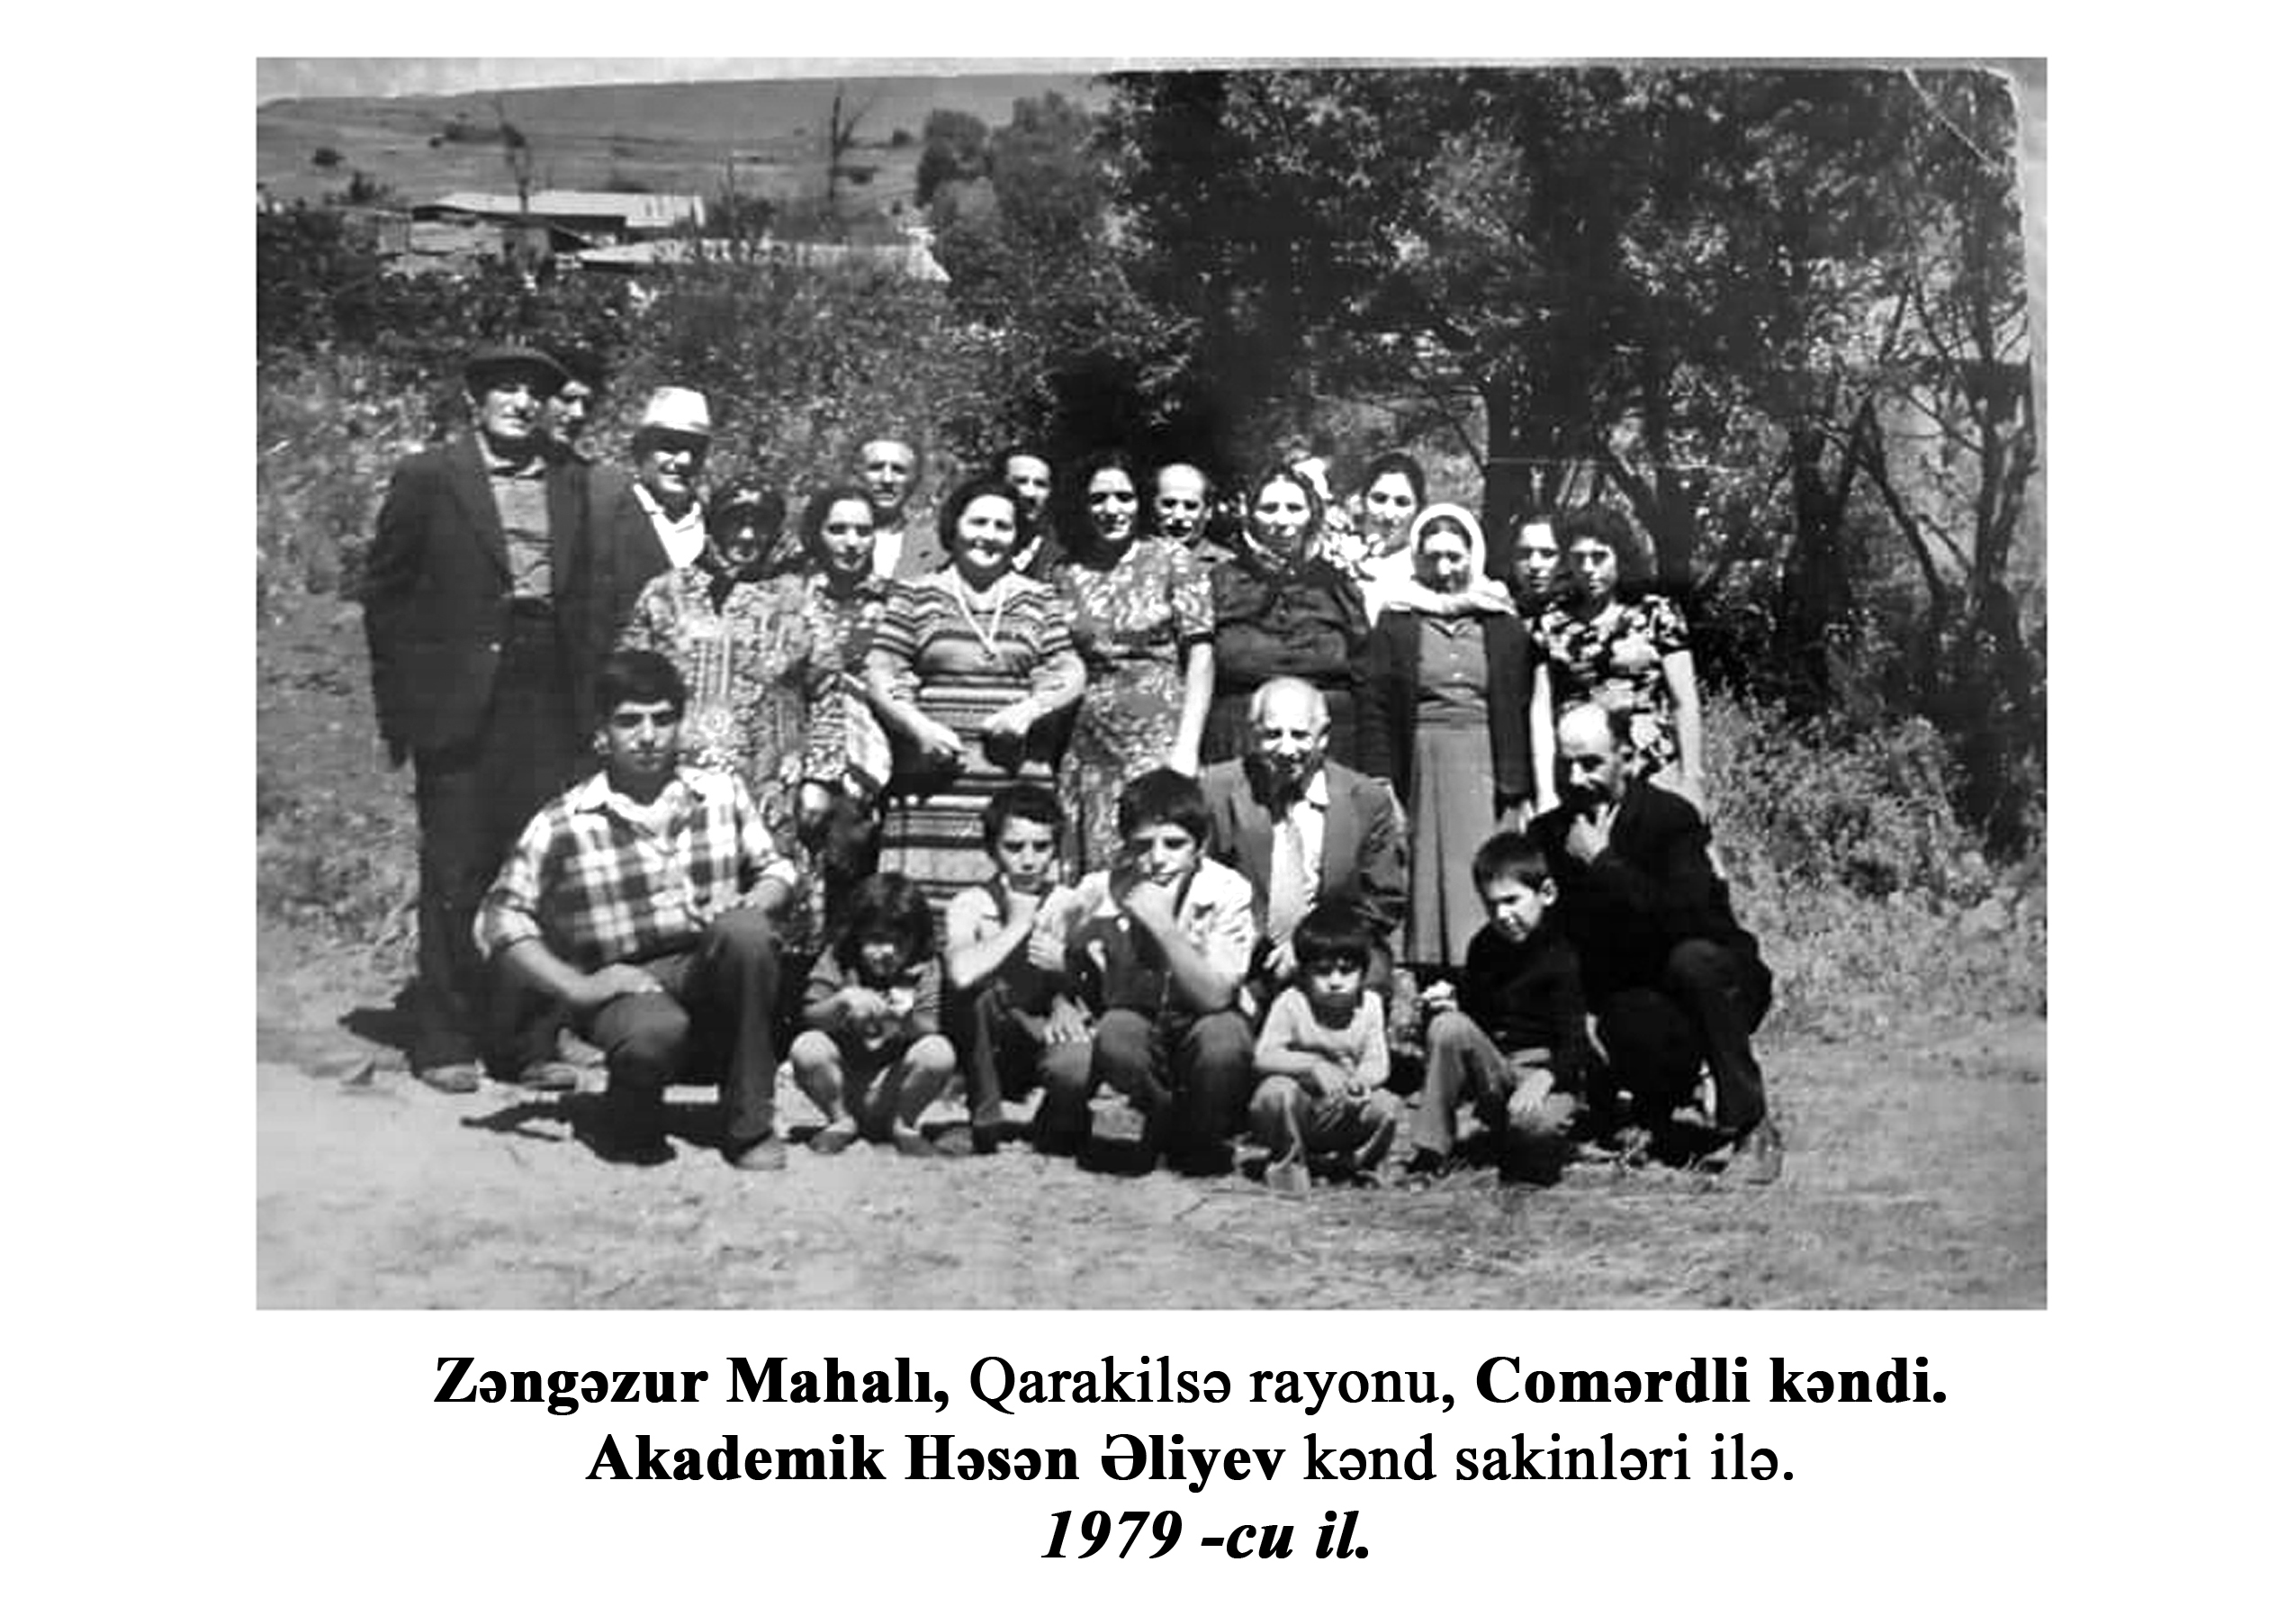 Zəngəzur Mahalı, Qarakilsə rayonu, Comərdli kəndi.
Akademik Həsən Əliyev kənd sakinləri ilə.
1979 -cu il.